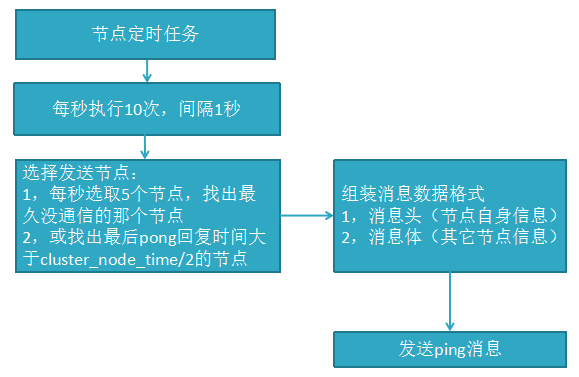 节点定时任务
每秒执行10次，间隔1秒
选择发送节点：
1，每秒选取5个节点，找出最
久没通信的那个节点
2，或找出最后pong回复时间大
于cluster_node_time/2的节点
组装消息数据格式
1，消息头（节点自身信息）
2，消息体（其它节点信息）
发送ping消息